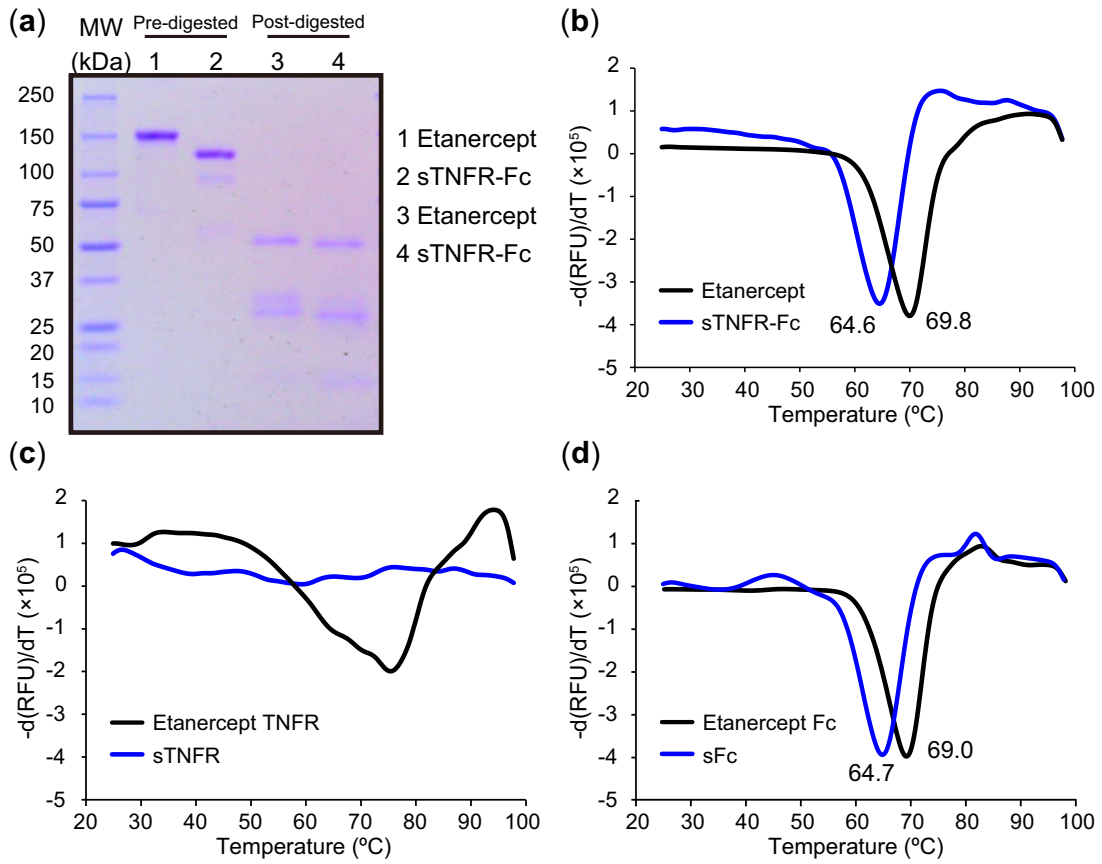 (a)
MW Pre-digested Post-digested
(kDa) 1 2 3 4
250
150
100
75
50
37
25
20
15
10
1 Etanercept
2 sTNFR-Fc
3 Etanercept
4 sTNFR-Fc
(b)
2
1
0
-1
-2
-3
-4
-5
-d(RFU)/dT (×10⁵)
Etanercept
sTNFR-Fc
64.6
69.8
20 30 40 50 60 70 80 90 100
Temperature (ºC)
(c)
2
1
0
-1
-2
-3
-4
-5
-d(RFU)/dT (×10⁵)
Etanercept TNFR
sTNFR
20 30 40 50 60 70 80 90 100
Temperature (ºC)
(d)
2
1
0
-1
-2
-3
-4
-5
-d(RFU)/dT (×10⁵)
Etanercept Fc
sFc
64.7
69.0
20 30 40 50 60 70 80 90 100
Temperature (ºC)